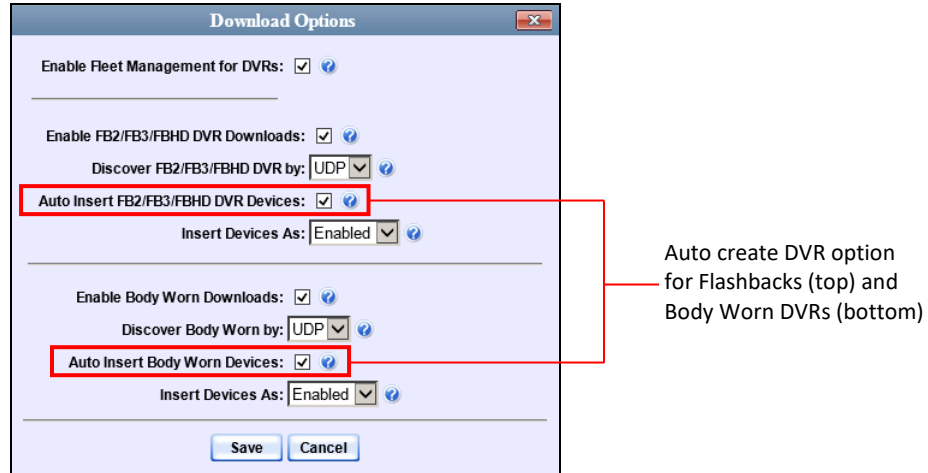 Download Options
Enable Fleet Management for DVRs:
Enable FB2/FB3/FBHD DVR Downloads:
Discover FB2/FB3/FBHD DVR by: UDP
Auto Insert FB2/FB3/FBHD DVR Devices:
Insert Devices As: Enabled
Enable Body Worn Downloads:
Discover Body Worn by: UDP
Auto Insert Body Worn Devices:
Insert Devices As: Enabled
Save Cancel
Auto create DVR option
for Flashbacks (top) and
Body Worn DVRs (bottom)